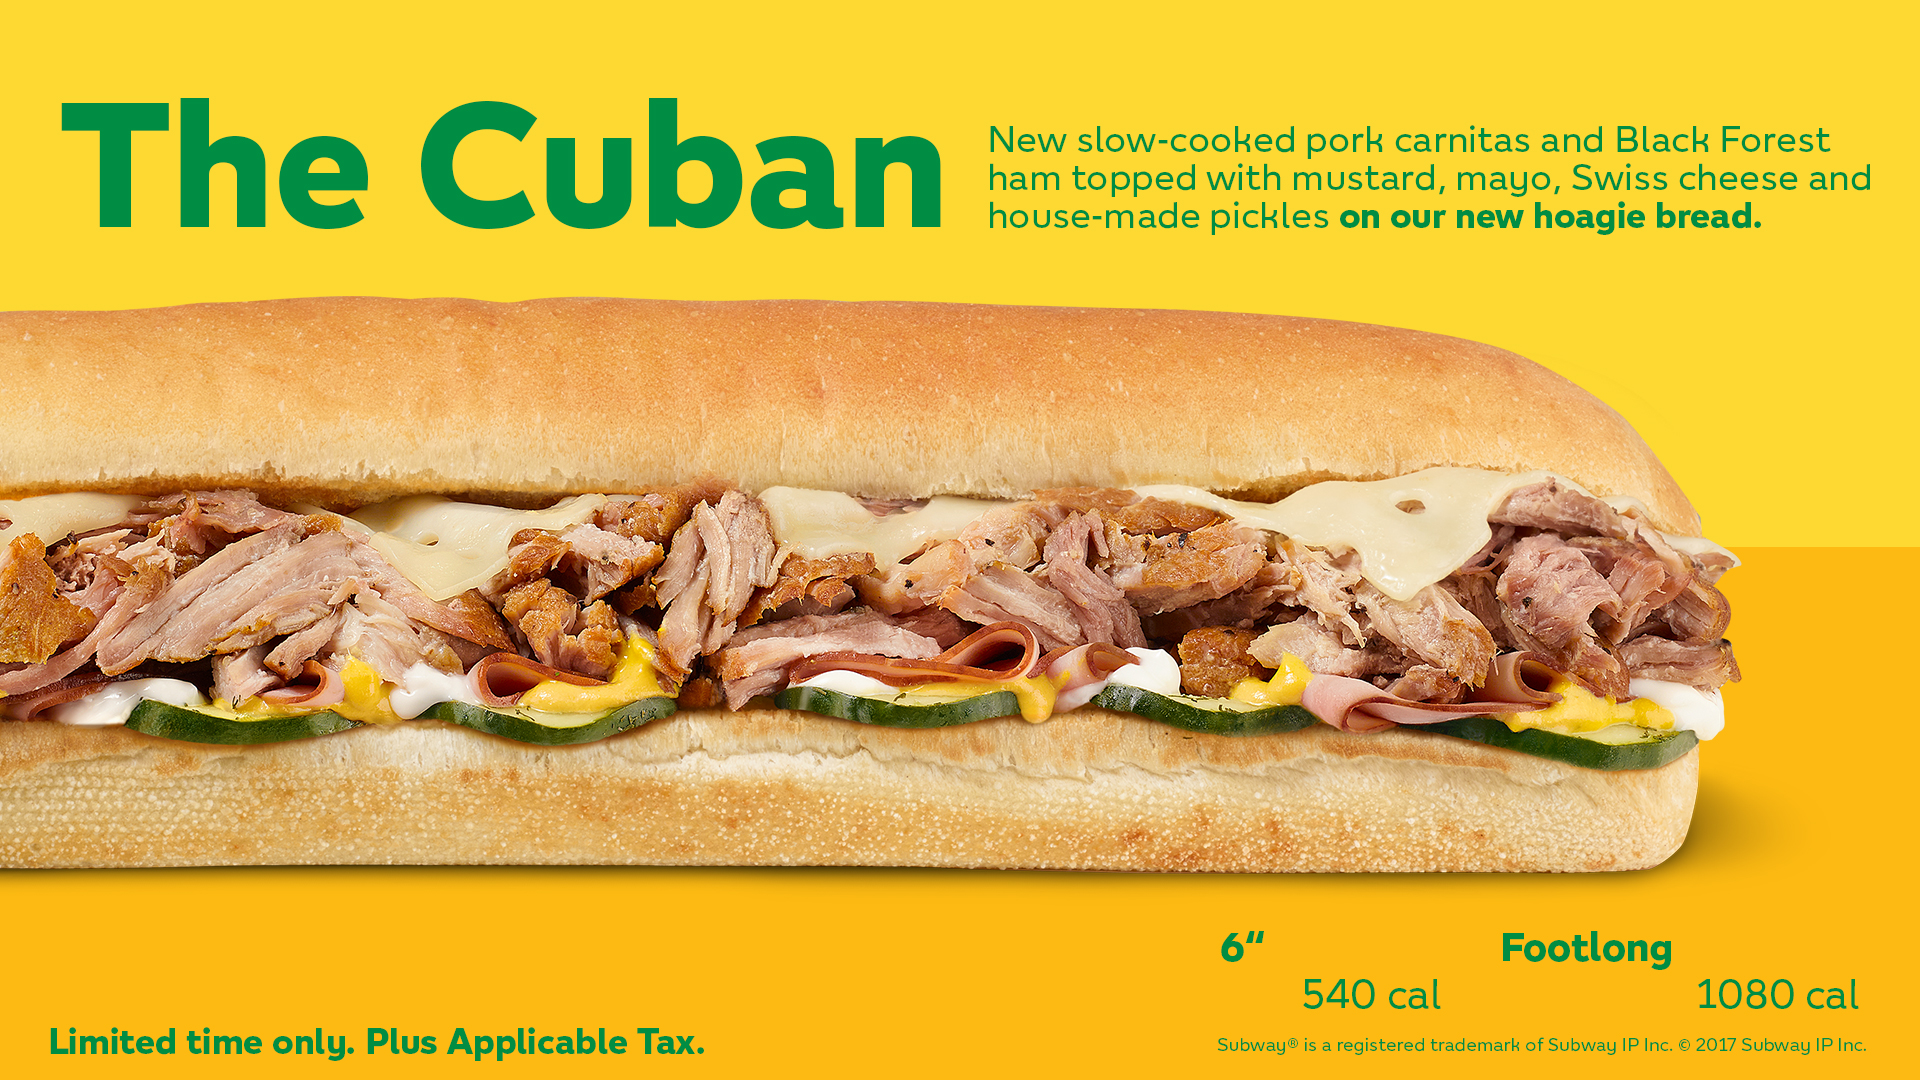 The Cuban
New slow-cooked pork carnitas and Black Forest
ham topped with mustard, mayo, Swiss cheese and
house-made pickles on our new hoagie bread.
6“
540 cal
Footlong
1080 cal
Limited time only. Plus Applicable Tax.
Subway® is a registered trademark of Subway IP Inc. © 2017 Subway IP Inc.